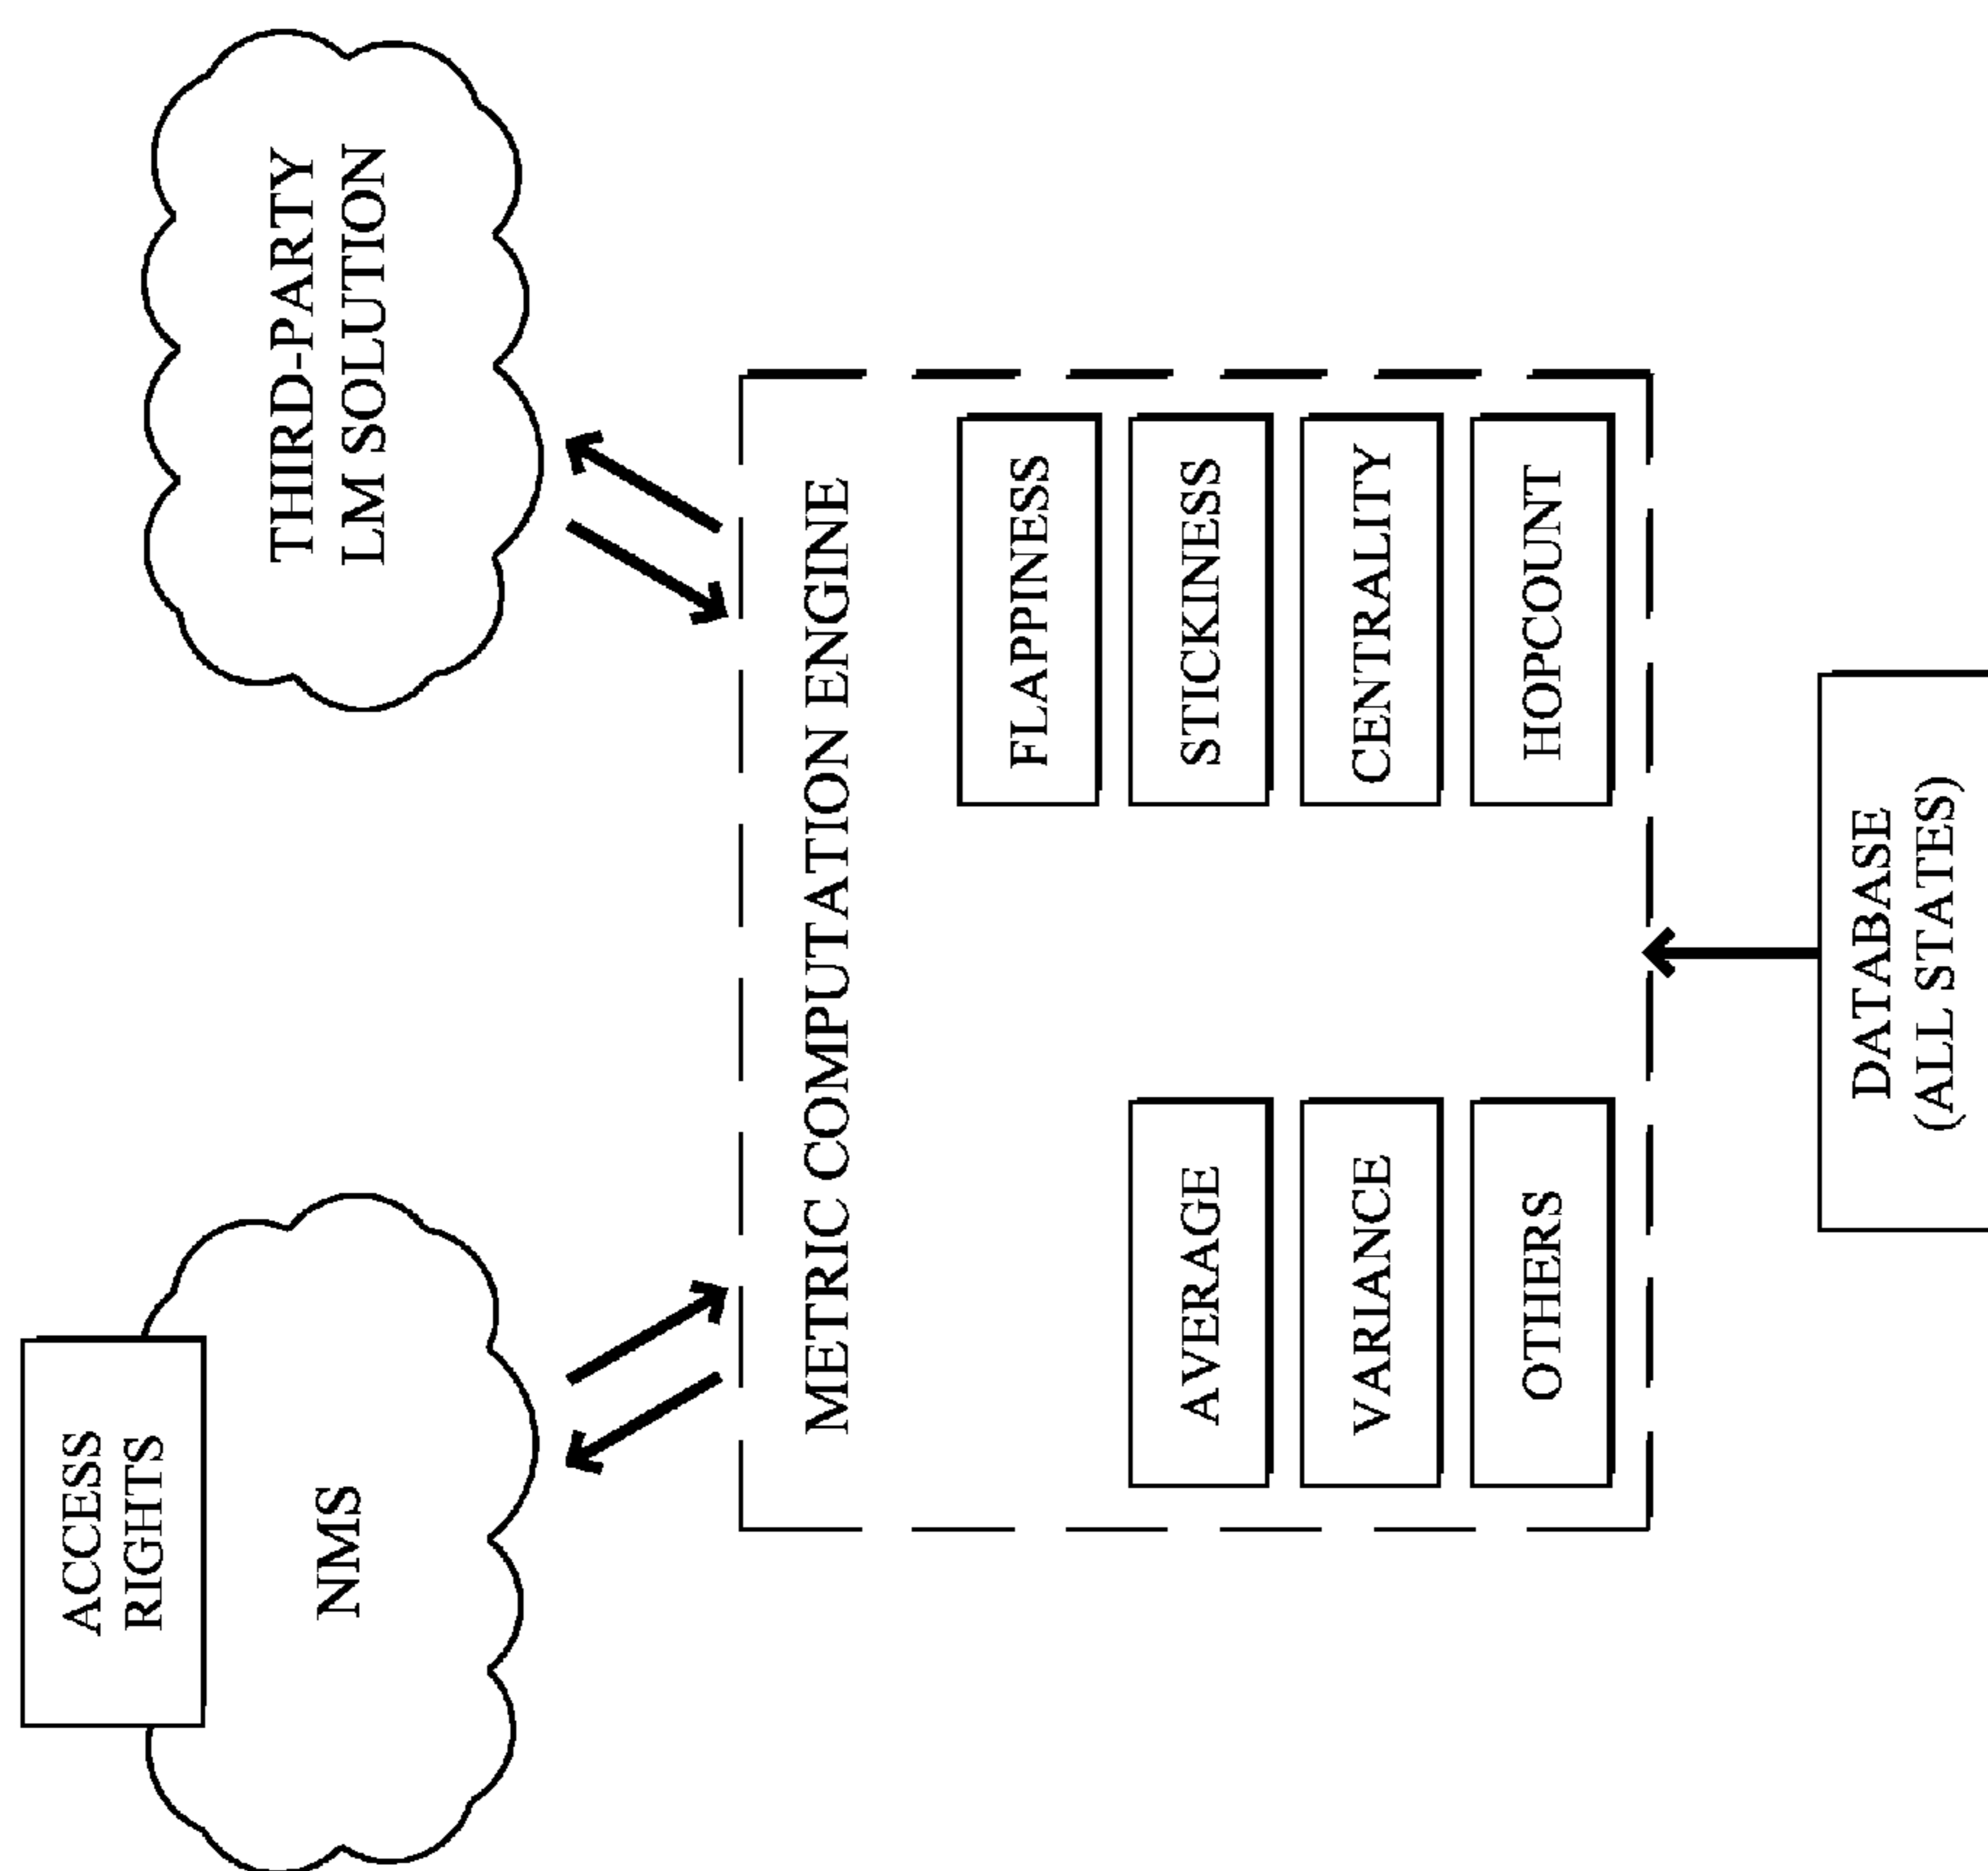 ACCESS
RIGHTS
NMS
THIRD-PARTY
LM SOLUTION
METRIC COMPUTATION ENGINE
AVERAGE
VARIANCE
OTHERS
FLAPPINESS
STICKINESS
CENTRALITY
HOPCOUNT
DATABASE
(ALL STATES)